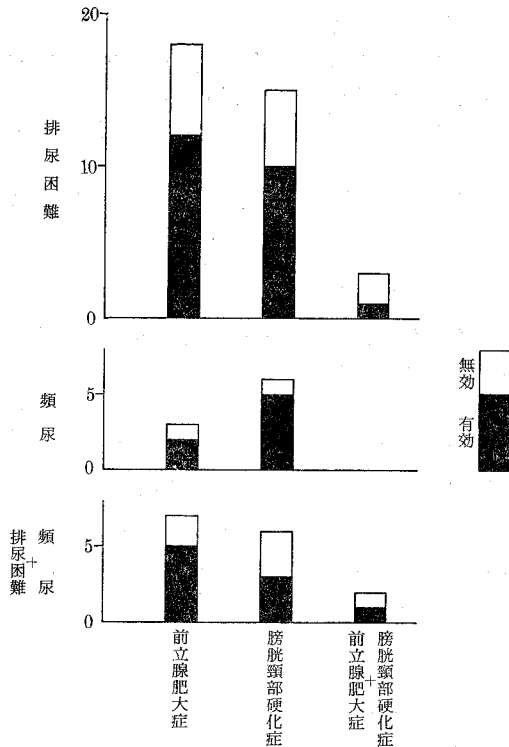 20
排尿困難
10
0
頻尿
5
0
無効
有効
頻尿
+
排尿困難
5
0
前立腺肥大症
膀胱頸部硬化症
膀胱頸部硬化症
+
前立腺肥大症